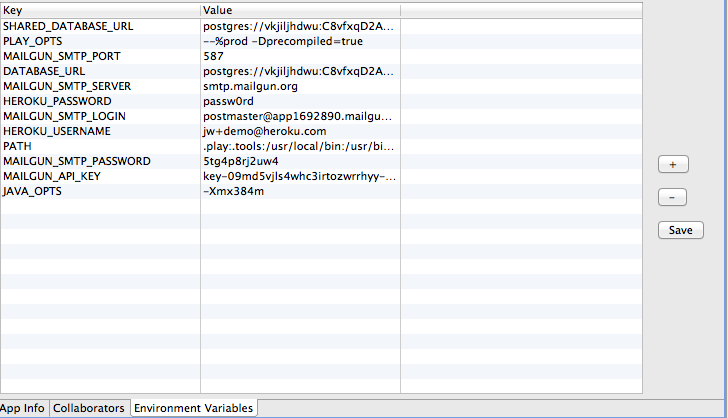 Key Value
SHARED_DATABASE_URL postgres://vkjiljhdwu:C8vfxqD2A...
PLAY_OPTS --%prod -Dprecompiled=true
MAILGUN_SMTP_PORT 587
DATABASE_URL postgres://vkjiljhdwu:C8vfxqD2A...
MAILGUN_SMTP_SERVER smtp.mailgun.org
HEROKU_PASSWORD passw0rd
MAILGUN_SMTP_LOGIN postmaster@app1692890.mailgu...
HEROKU_USERNAME jw+demo@heroku.com
PATH .play:.tools:/usr/local/bin:/usr/bi...
MAILGUN_SMTP_PASSWORD 5tg4p8rj2uw4
MAILGUN_API_KEY key-09md5vjls4whc3irtozwrrhyy-...
JAVA_OPTS -Xmx384m
+
-
Save
App Info Collaborators Environment Variables